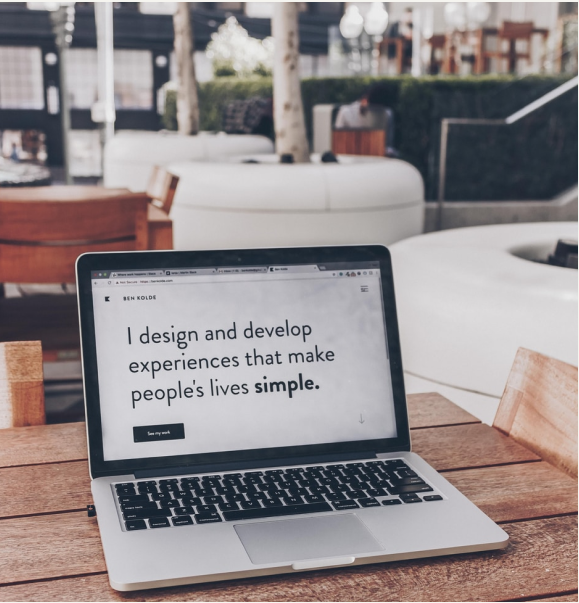 BEN KOLDE
I design and develop
experiences that make
people's lives simple.
See my work